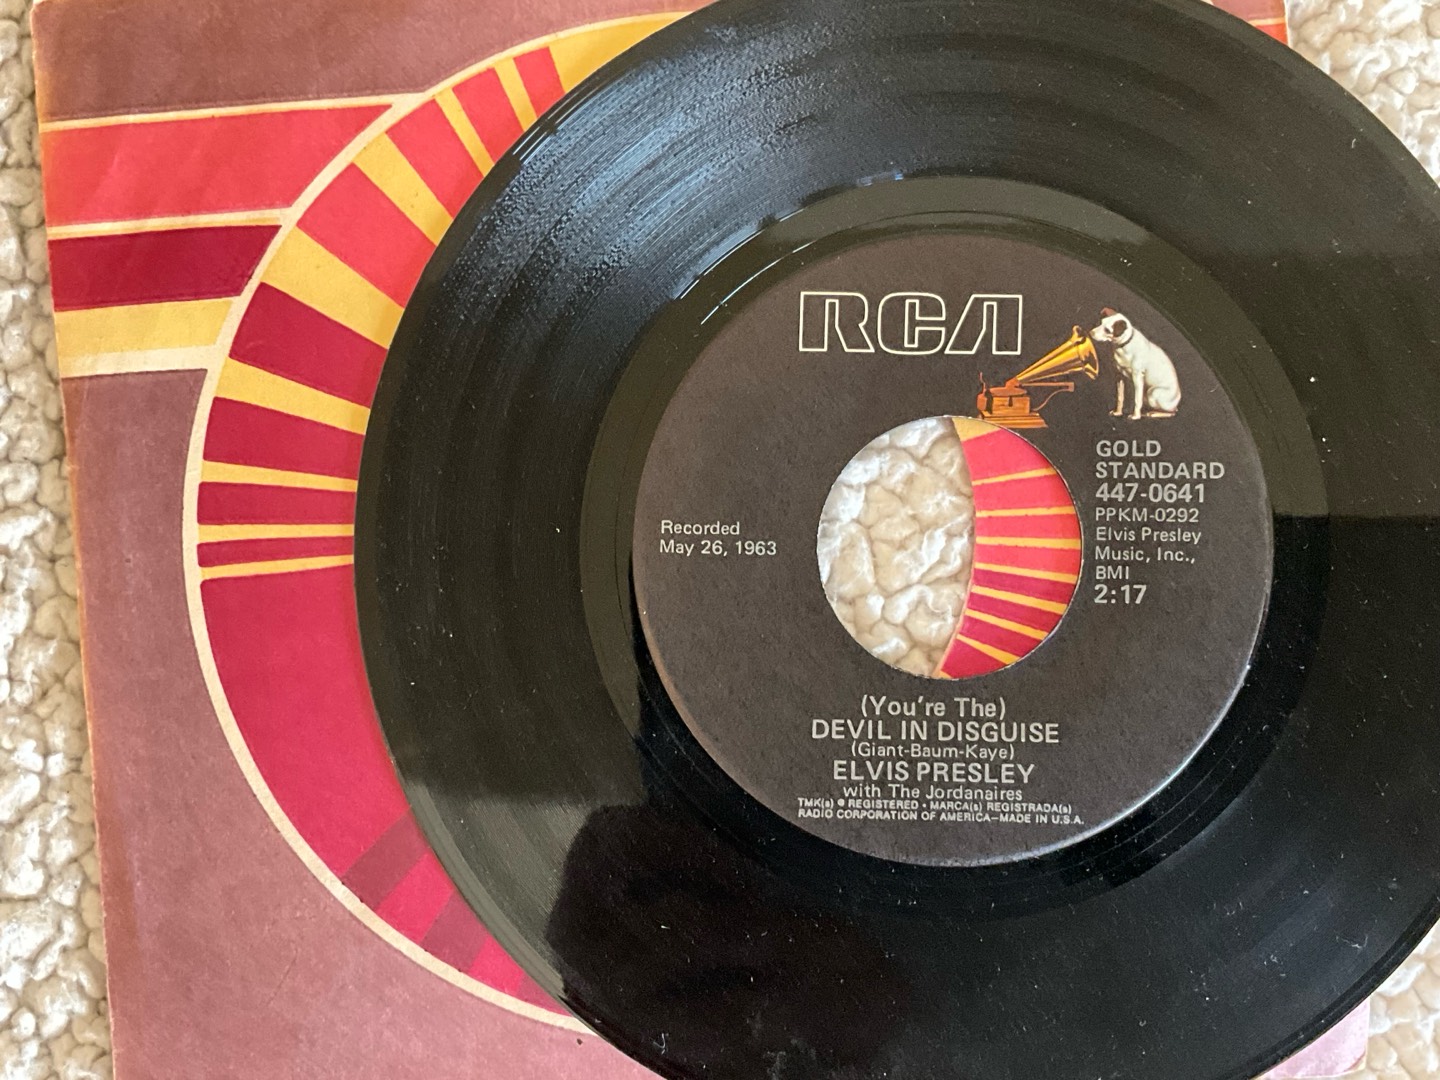 RCA
GOLD
STANDARD
447-0641
PPKM-0292
Elvis Presley
Music, Inc.,
BMI
2:17
Recorded
May 26, 1963
(You're The)
DEVIL IN DISGUISE
(Giant-Baum-Kaye)
ELVIS PRESLEY
with The Jordanaires
TMK(s) ® REGISTERED • MARCA(s) REGISTRADA(s)
RADIO CORPORATION OF AMERICA—MADE IN U.S.A.